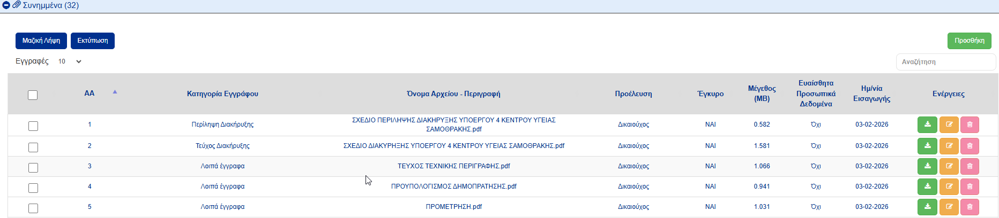 Συνημμένα (32)
Μαζική Λήψη Εκτύπωση Προσθήκη
Εγγραφές 10 Αναζήτηση
ΑΑ Κατηγορία Εγγράφου Όνομα Αρχείου - Περιγραφή Προέλευση Έγκυρο Μέγεθος (MB) Ευαίσθητα Προσωπικά Δεδομένα Ημ/νία Εισαγωγής Ενέργειες
1 Περίληψη Διακήρυξης ΣΧΕΔΙΟ ΠΕΡΙΛΗΨΗΣ ΔΙΑΚΗΡΥΞΗΣ ΥΠΟΕΡΓΟΥ 4 ΚΕΝΤΡΟΥ ΥΓΕΙΑΣ ΣΑΜΟΘΡΑΚΗΣ.pdf Δικαιούχος ΝΑΙ 0.582 Όχι 03-02-2026
2 Τεύχος Διακήρυξης ΣΧΕΔΙΟ ΔΙΑΚΥΡΗΞΗΣ ΥΠΟΕΡΓΟΥ 4 ΚΕΝΤΡΟΥ ΥΓΕΙΑΣ ΣΑΜΟΘΡΑΚΗΣ.pdf Δικαιούχος ΝΑΙ 1.581 Όχι 03-02-2026
3 Λοιπά έγγραφα ΤΕΥΧΟΣ ΤΕΧΝΙΚΗΣ ΠΕΡΙΓΡΑΦΗΣ.pdf Δικαιούχος ΝΑΙ 1.066 Όχι 03-02-2026
4 Λοιπά έγγραφα ΠΡΟΥΠΟΛΟΓΙΣΜΟΣ ΔΗΜΟΠΡΑΤΗΣΗΣ.pdf Δικαιούχος ΝΑΙ 0.941 Όχι 03-02-2026
5 Λοιπά έγγραφα ΠΡΟΜΕΤΡΗΣΗ.pdf Δικαιούχος ΝΑΙ 1.031 Όχι 03-02-2026